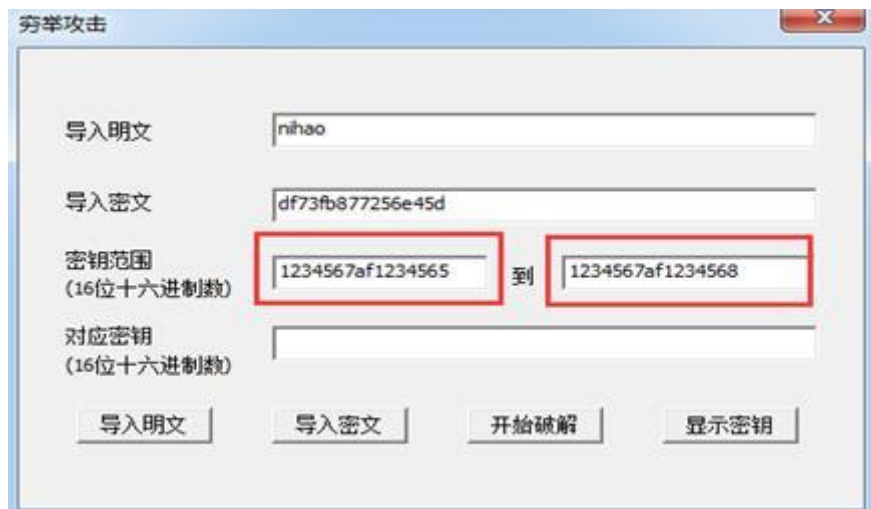 穷举攻击
导入明文 nihao
导入密文 df73fb877256e45d
密钥范围
(16位十六进制数) 1234567af1234565 到 1234567af1234568
对应密钥
(16位十六进制数)
导入明文 导入密文 开始破解 显示密钥